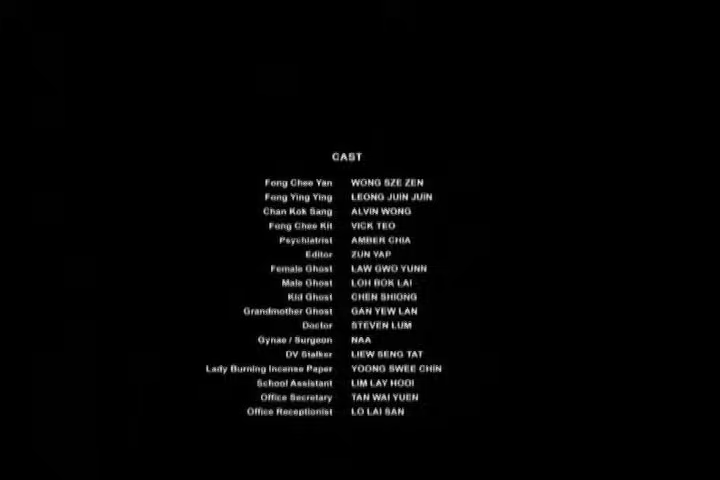 CAST
Fong Chee Yan WONG SZE ZEN
Fong Ying Ying LEONG JUIN JUIN
Chan Kok Sang ALVIN WONG
Fong Chee Kit VICK TEO
Psychiatrist AMBER CHIA
Editor ZUN YAP
Female Ghost LAW GWO YUNN
Male Ghost LOH BOK LAI
Kid Ghost CHEN SHIONG
Grandmother Ghost GAN YEW LAN
Doctor STEVEN LUM
Gynae / Surgeon NAA
DV Stalker LIEW SENG TAT
Lady Burning Incense Paper YOONG SWEE CHIN
School Assistant LIM LAY HOOI
Office Secretary TAN WAI YUEN
Office Receptionist LO LAI SAN